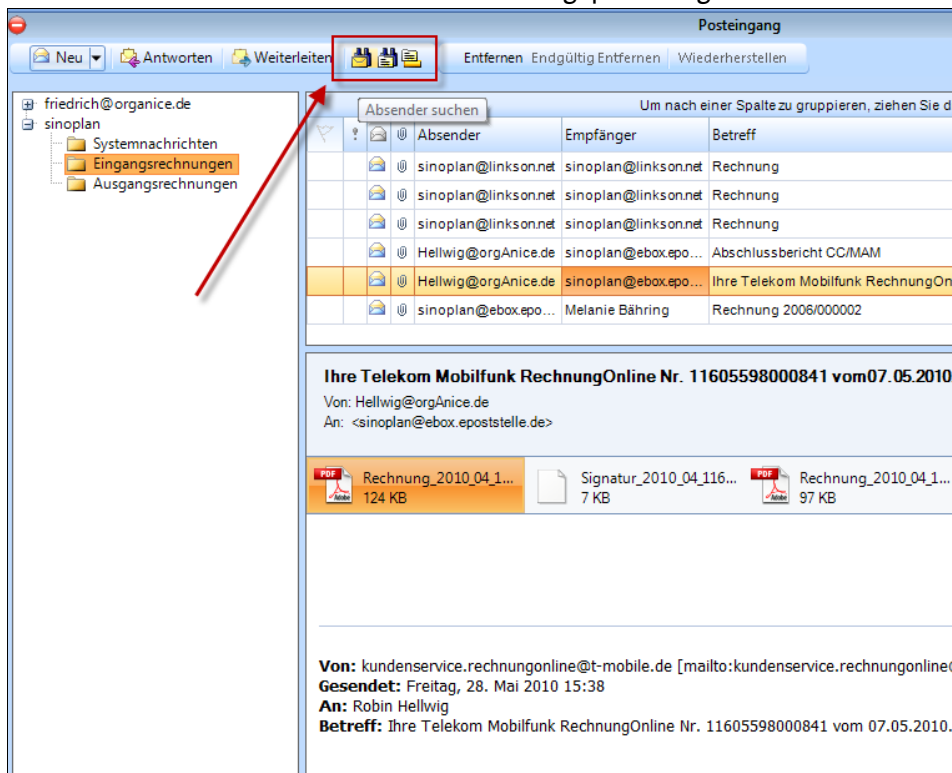 Posteingang
Neu Antworten Weiterleiten Entfernen Endgültig Entfernen Wiederherstellen
friedrich@organice.de
sinoplan
Systemnachrichten
Eingangsrechnungen
Ausgangsrechnungen
Absender suchen
Um nach einer Spalte zu gruppieren, ziehen Sie d
! Absender Empfänger Betreff
sinoplan@linkson.net sinoplan@linkson.net Rechnung
sinoplan@linkson.net sinoplan@linkson.net Rechnung
sinoplan@linkson.net sinoplan@linkson.net Rechnung
Hellwig@orgAnice.de sinoplan@ebox.epo... Abschlussbericht CC/MAM
Hellwig@orgAnice.de sinoplan@ebox.epo... Ihre Telekom Mobilfunk RechnungOn
sinoplan@ebox.epo... Melanie Bähring Rechnung 2006/000002
Ihre Telekom Mobilfunk RechnungOnline Nr. 11605598000841 vom07.05.2010
Von: Hellwig@orgAnice.de
An: <sinoplan@ebox.epoststelle.de>
PDF Adobe Rechnung_2010_04_1... 124 KB
Signatur_2010_04_116... 7 KB
PDF Adobe Rechnung_2010_04_1... 97 KB
Von: kundenservice.rechnungonline@t-mobile.de [mailto:kundenservice.rechnungonline@
Gesendet: Freitag, 28. Mai 2010 15:38
An: Robin Hellwig
Betreff: Ihre Telekom Mobilfunk RechnungOnline Nr. 11605598000841 vom 07.05.2010.